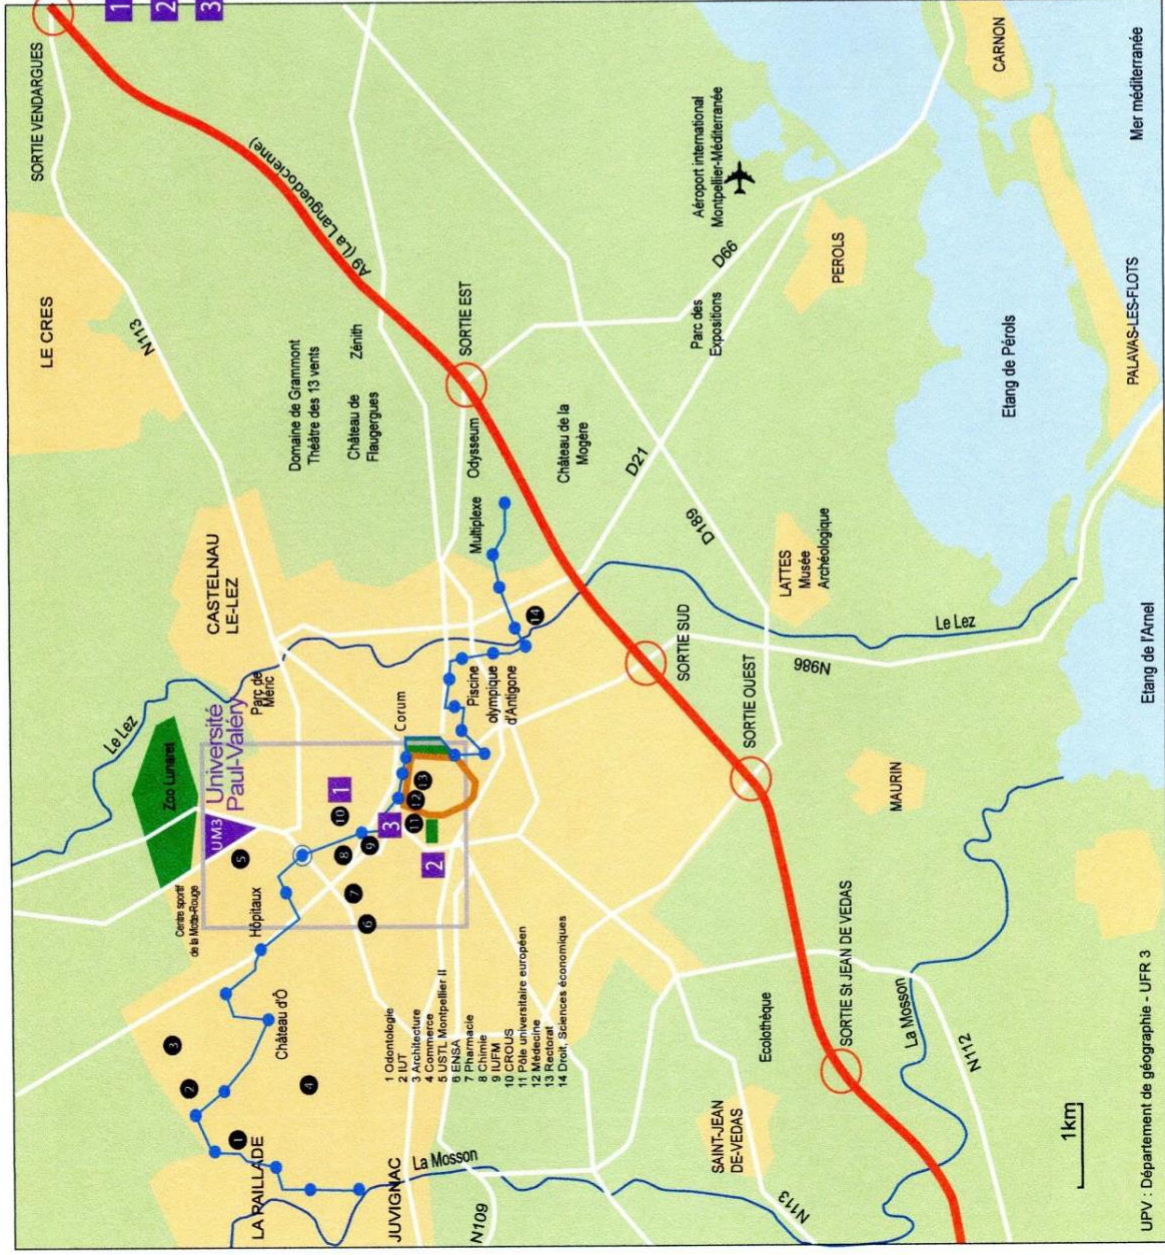 SORTIE VENDARGUES
1
2
3
LE CRES
N113
A9 (La Languedocienne)
Domaine de Grammont
Théâtre des 13 vents
Château de
Flaugergues
Zénith
SORTIE EST
Odysseum
Multiplexe
Château de la
Mogère
Parc des
Expositions
D66
Aéroport international
Montpellier-Méditerranée
CARNON
Mer méditerranée
PEROLS
Etang de Pérols
PALAVAS-LES-FLOTS
D21
D189
LATTES
Musée
Archéologique
CASTELNAU
LE-LEZ
Le Lez
Parc de
Méric
Zoo Lunaret
Université
Paul-Valéry
UM3
Corum
Piscine
olympique
d'Antigone
14
Le Lez
SORTIE SUD
N986
SORTIE OUEST
Etang de l'Arnel
MAURIN
1
2
3
5
6
7
8
9
10
11
12
13
Centre sportif
de la Motte-Rouge
Hôpitaux
Château d'Ô
3
2
4
1
LA PAILLADE
JUVIGNAC
La Mosson
N109
1 Odontologie
2 IUT
3 Architecture
4 Commerce
5 USTL Montpellier II
6 ENSA
7 Pharmacie
8 Chimie
9 IUFM
10 CROUS
11 Pôle universitaire européen
12 Médecine
13 Rectorat
14 Droit, Sciences économiques
Ecolothèque
SORTIE St JEAN DE VEDAS
SAINT-JEAN
DE-VEDAS
La Mosson
N112
N113
1km
UPV : Département de géographie - UFR 3